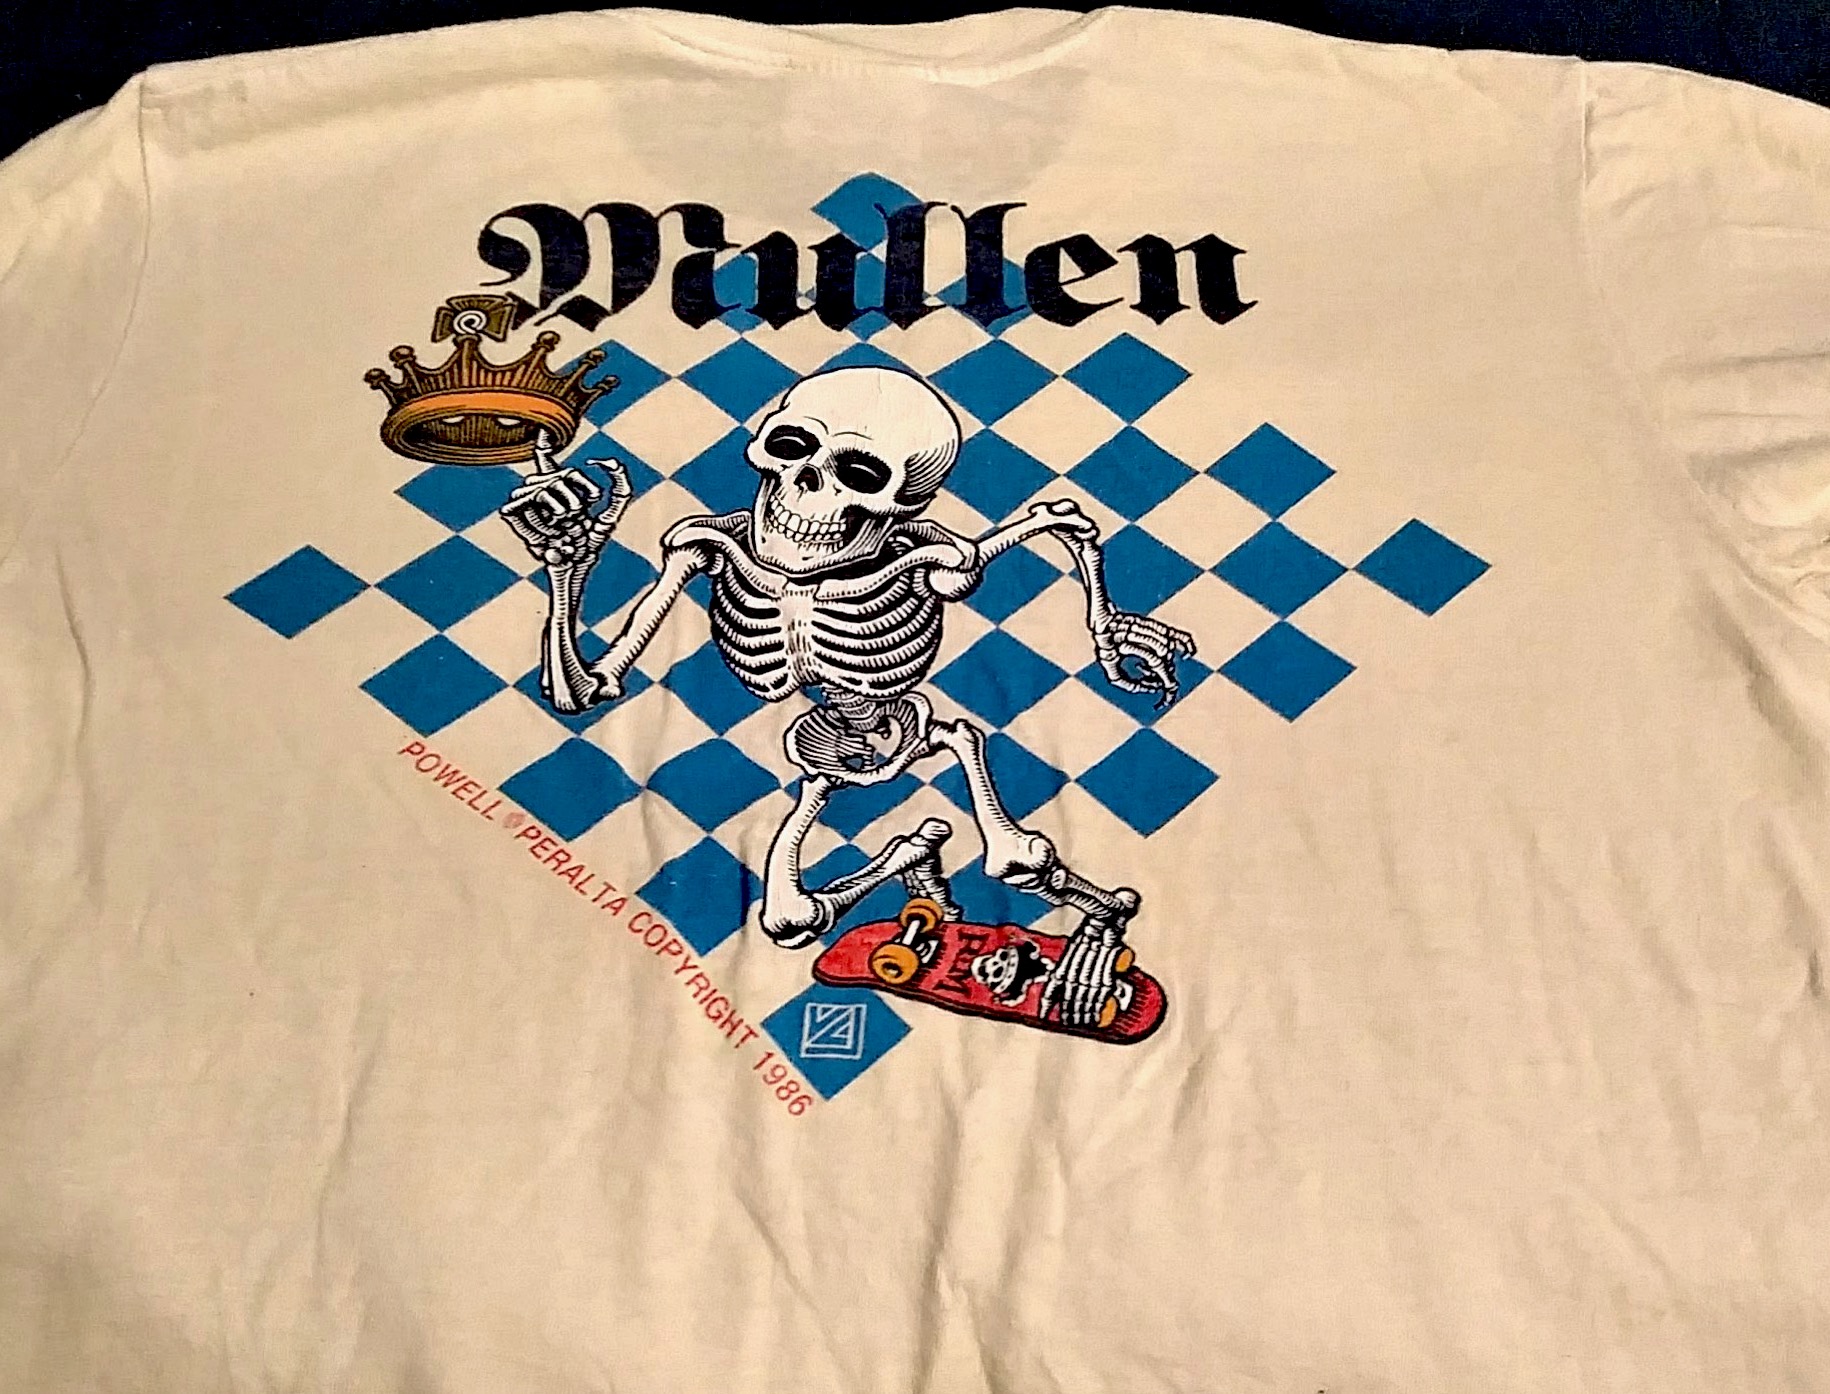 Mullen
POWELL PERALTA COPYRIGHT 1986